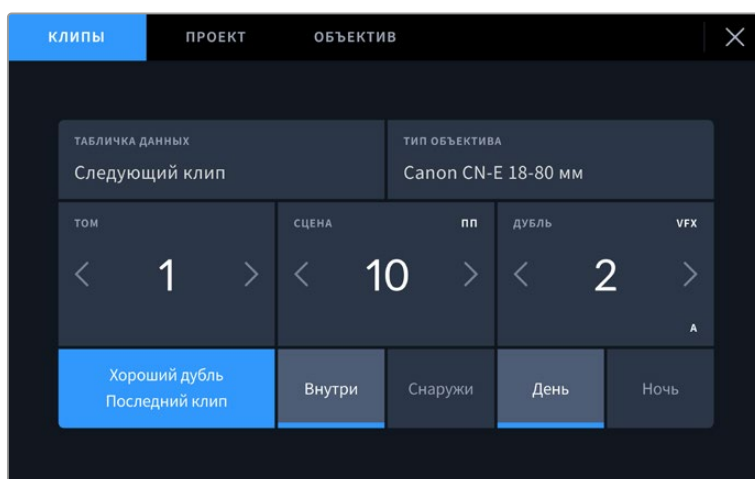 КЛИПЫ ПРОЕКТ ОБЪЕКТИВ
ТАБЛИЧКА ДАННЫХ ТИП ОБЪЕКТИВА
Следующий клип Canon CN-E 18-80 мм
ТОМ СЦЕНА ПП ДУБЛЬ VFX
1 10 2
A
Хороший дубль
Последний клип
Внутри Снаружи День Ночь